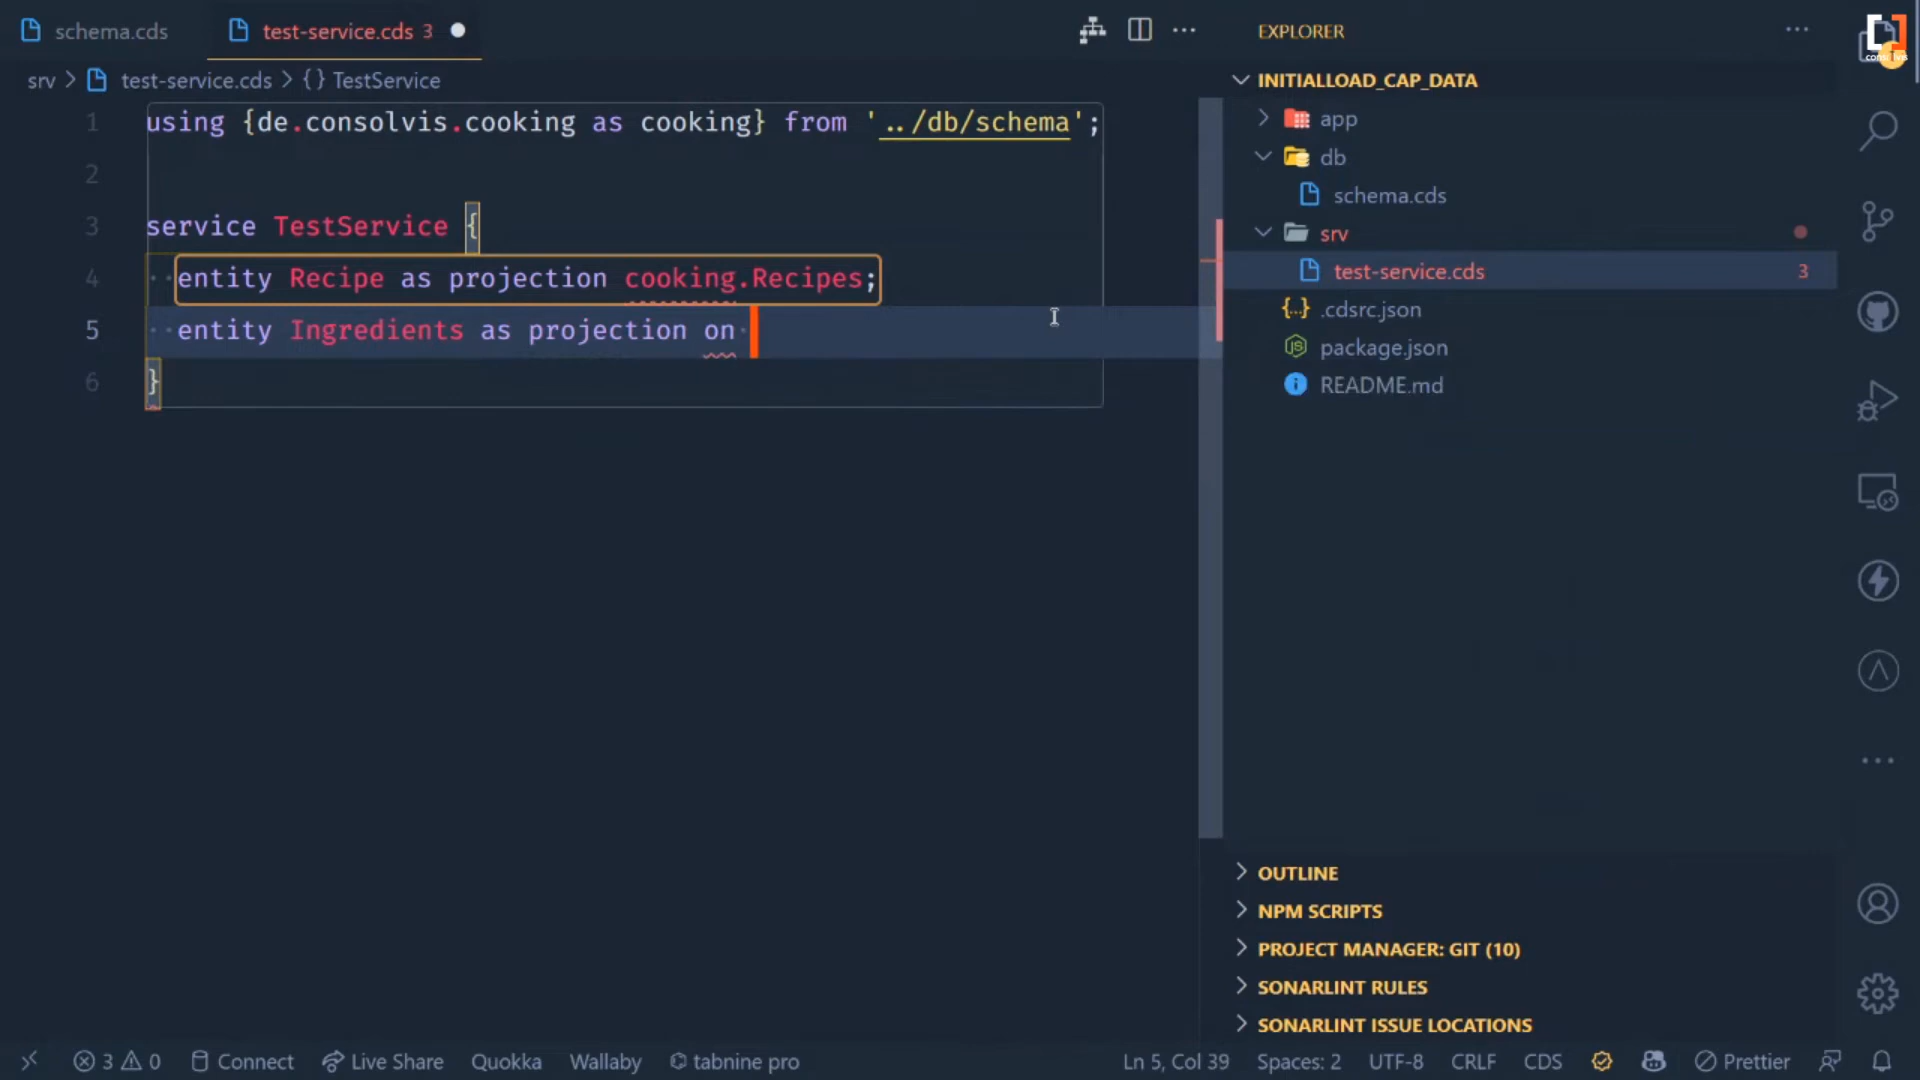 schema.cds
test-service.cds 3
EXPLORER
consolvis
srv > test-service.cds > {} TestService
INITIALLOAD_CAP_DATA
1 using {de.consolvis.cooking as cooking} from '../db/schema';
2
3 service TestService {
4 entity Recipe as projection cooking.Recipes;
5 entity Ingredients as projection on
6 }
app
db
schema.cds
srv
test-service.cds 3
.cdsrc.json
package.json
README.md
OUTLINE
NPM SCRIPTS
PROJECT MANAGER: GIT (10)
SONARLINT RULES
SONARLINT ISSUE LOCATIONS
3 0 Connect Live Share Quokka Wallaby tabnine pro Ln 5, Col 39 Spaces: 2 UTF-8 CRLF CDS Prettier